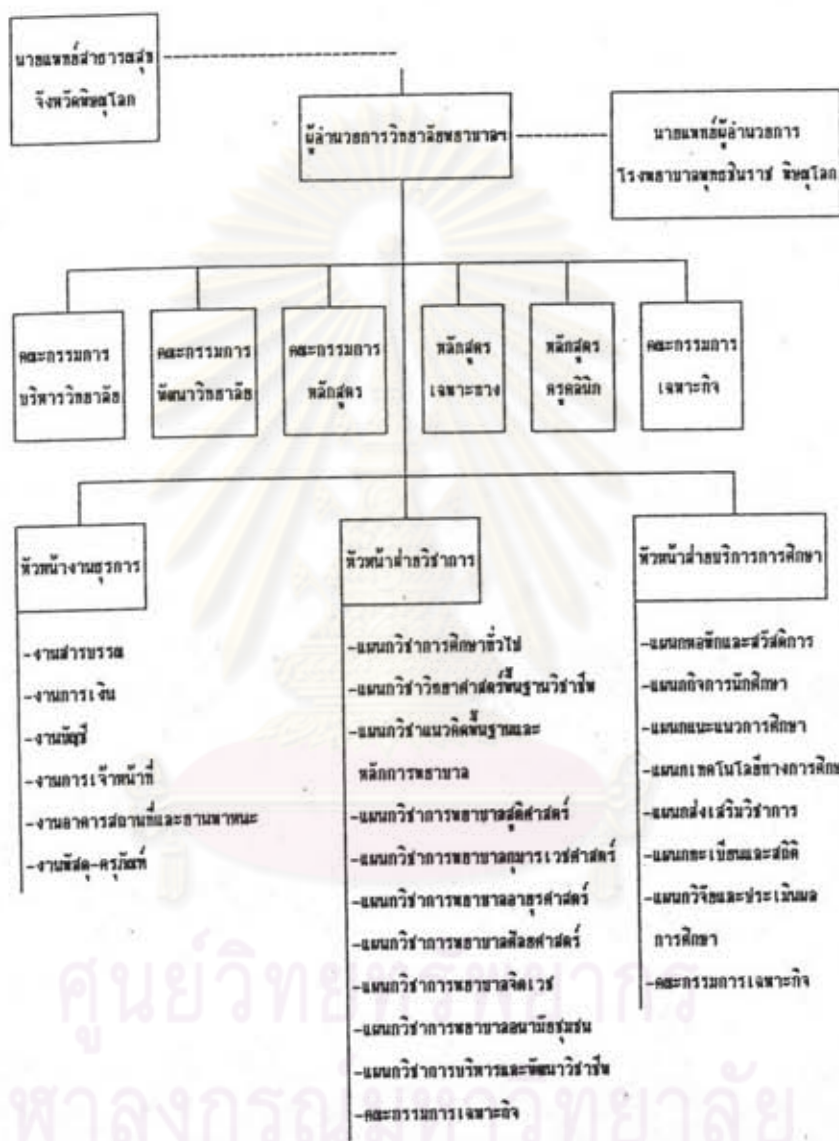 นายแพทย์สาธารณสุข
จังหวัดพิษณุโลก
ผู้อำนวยการวิทยาลัยพยาบาลฯ
นายแพทย์ผู้อำนวยการ
โรงพยาบาลพุทธชินราช พิษณุโลก
คณะกรรมการ
บริหารวิทยาลัย
คณะกรรมการ
พัฒนาวิทยาลัย
คณะกรรมการ
หลักสูตร
หลักสูตร
เฉพาะทาง
หลักสูตร
ครูคลินิก
คณะกรรมการ
เฉพาะกิจ
หัวหน้างานธุรการ
-งานสารบรรณ
-งานการเงิน
-งานบัญชี
-งานการเจ้าหน้าที่
-งานอาคารสถานที่และยานพาหนะ
-งานพัสดุ-ครุภัณฑ์
หัวหน้าฝ่ายวิชาการ
-แผนกวิชาการศึกษาทั่วไป
-แผนกวิชาวิทยาศาสตร์พื้นฐานวิชาชีพ
-แผนกวิชาแนวคิดพื้นฐานและ
หลักการพยาบาล
-แผนกวิชาการพยาบาลสูติศาสตร์
-แผนกวิชาการพยาบาลกุมารเวชศาสตร์
-แผนกวิชาการพยาบาลอายุรศาสตร์
-แผนกวิชาการพยาบาลศัลยศาสตร์
-แผนกวิชาการพยาบาลจิตเวช
-แผนกวิชาการพยาบาลอนามัยชุมชน
-แผนกวิชาการบริหารและพัฒนาวิชาชีพ
-คณะกรรมการเฉพาะกิจ
หัวหน้าฝ่ายบริการการศึกษา
-แผนกหอพักและสวัสดิการ
-แผนกกิจการนักศึกษา
-แผนกแนะแนวการศึกษา
-แผนกเทคโนโลยีทางการศึกษ
-แผนกส่งเสริมวิชาการ
-แผนกทะเบียนและสถิติ
-แผนกวิจัยและประเมินผล
การศึกษา
-คณะกรรมการเฉพาะกิจ
ศูนย์วิทยทรัพยากร
ฬาลงกรณ์มหาวิทยาลัย